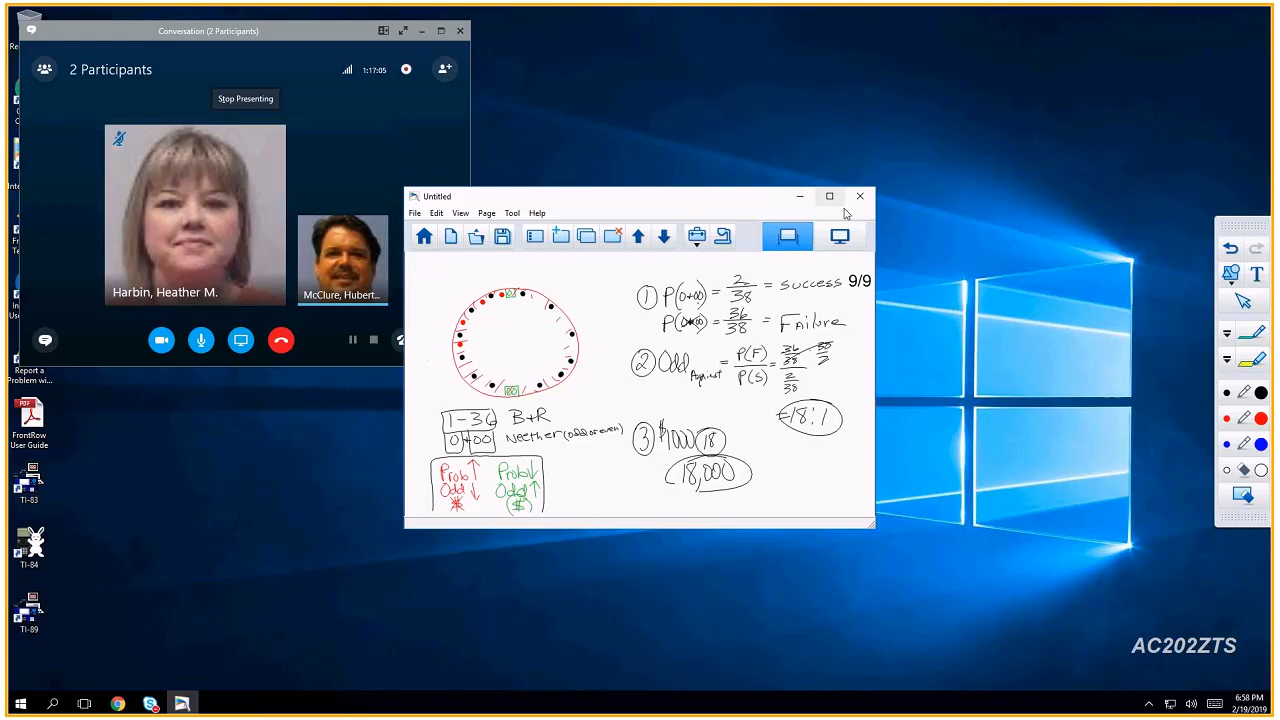 Conversation (2 Participants)
2 Participants
1:17:05
Stop Presenting
Harbin, Heather M.
McClure, Hubert...
Report a
Problem wi...
PDF
FrontRow
User Guide
TI-83
TI-84
TI-89
Untitled
File Edit View Page Tool Help
① P(0+00) = 2/38 = success 9/9
P(0+00) = 36/38 = Failure
② Odd Against = P(F)/P(S) = 36/38 / 2/38
= 18:1
③ $1000 (18)
18,000
00
1-36 B+R
0+00 Neether (odd or even)
Prob↑ Prob↓
Odd↓ Odd↑
$ ($)
T
AC202ZTS
6:58 PM
2/19/2019